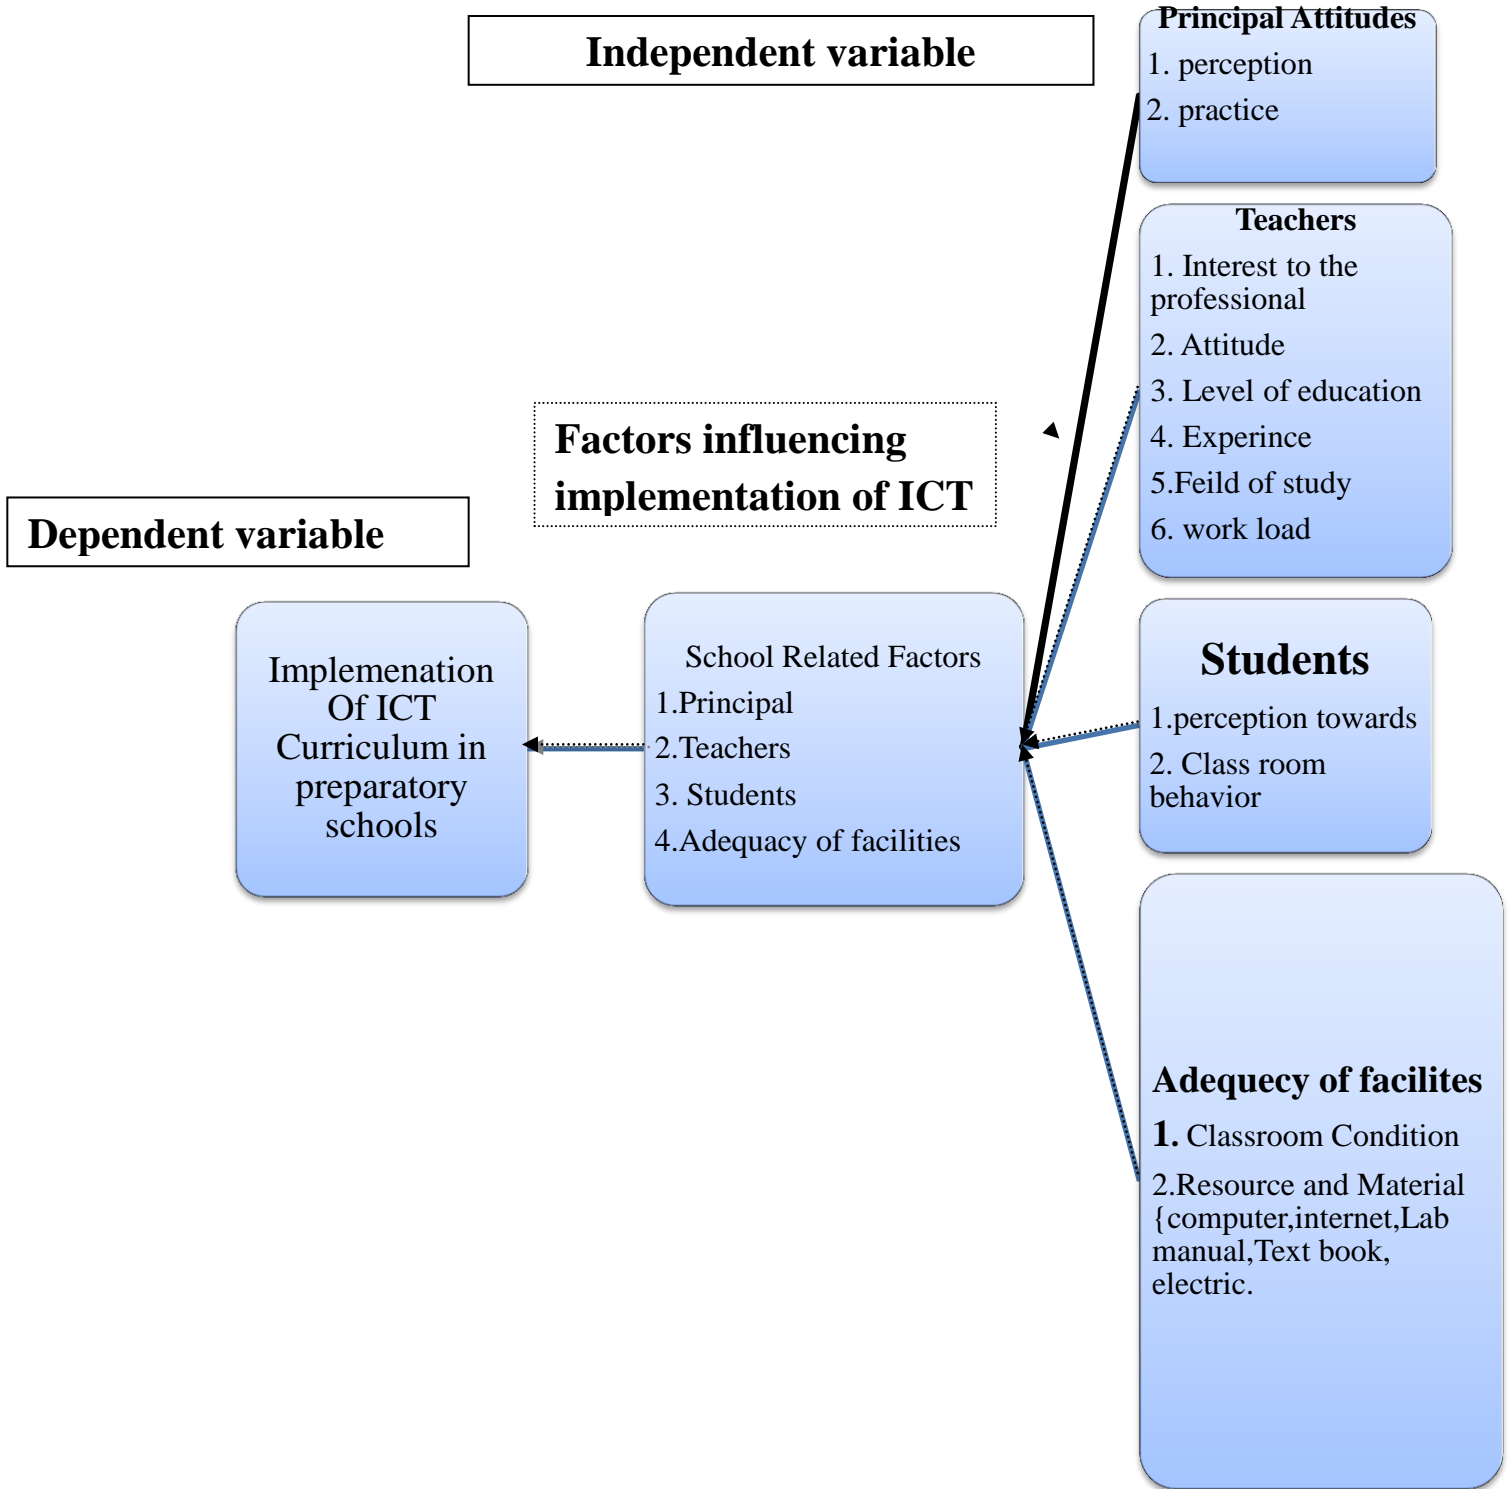 Independent variable
Principal Attitudes
1. perception
2. practice
Teachers
1. Interest to the
professional
2. Attitude
3. Level of education
4. Experince
5.Feild of study
6. work load
Factors influencing
implementation of ICT
Dependent variable
Implemenation
Of ICT
Curriculum in
preparatory
schools
School Related Factors
1.Principal
2.Teachers
3. Students
4.Adequacy of facilities
Students
1.perception towards
2. Class room
behavior
Adequecy of facilites
1. Classroom Condition
2.Resource and Material
{computer,internet,Lab
manual,Text book,
electric.